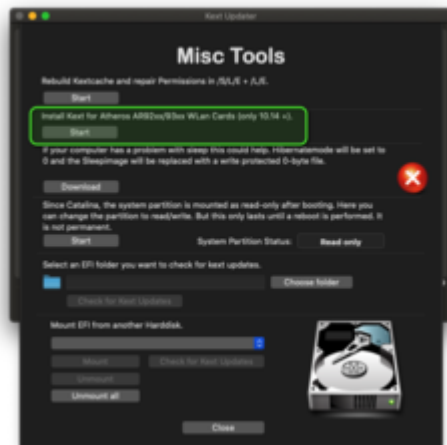 Kext Updater
Misc Tools
Rebuild Kextcache and repair Permissions in /S/L/E + /L/E.
Start
Install Kext for Atheros AR92xx/93xx WLan Cards (only 10.14 +).
Start
If your computer has a problem with sleep this could help. Hibernatemode will be set to
0 and the Sleepimage will be replaced with a write protected 0-byte file.
Download
Since Catalina, the system partition is mounted as read-only after booting. Here you
can change the partition to read/write. But this only lasts until a reboot is performed. It
is not permanent.
Start
System Partition Status: Read only
Select an EFI folder you want to check for kext updates.
Choose folder
Check for Kext Updates
Mount EFI from another Harddisk.
Mount
Check for Kext Updates
Unmount
Unmount all
Close